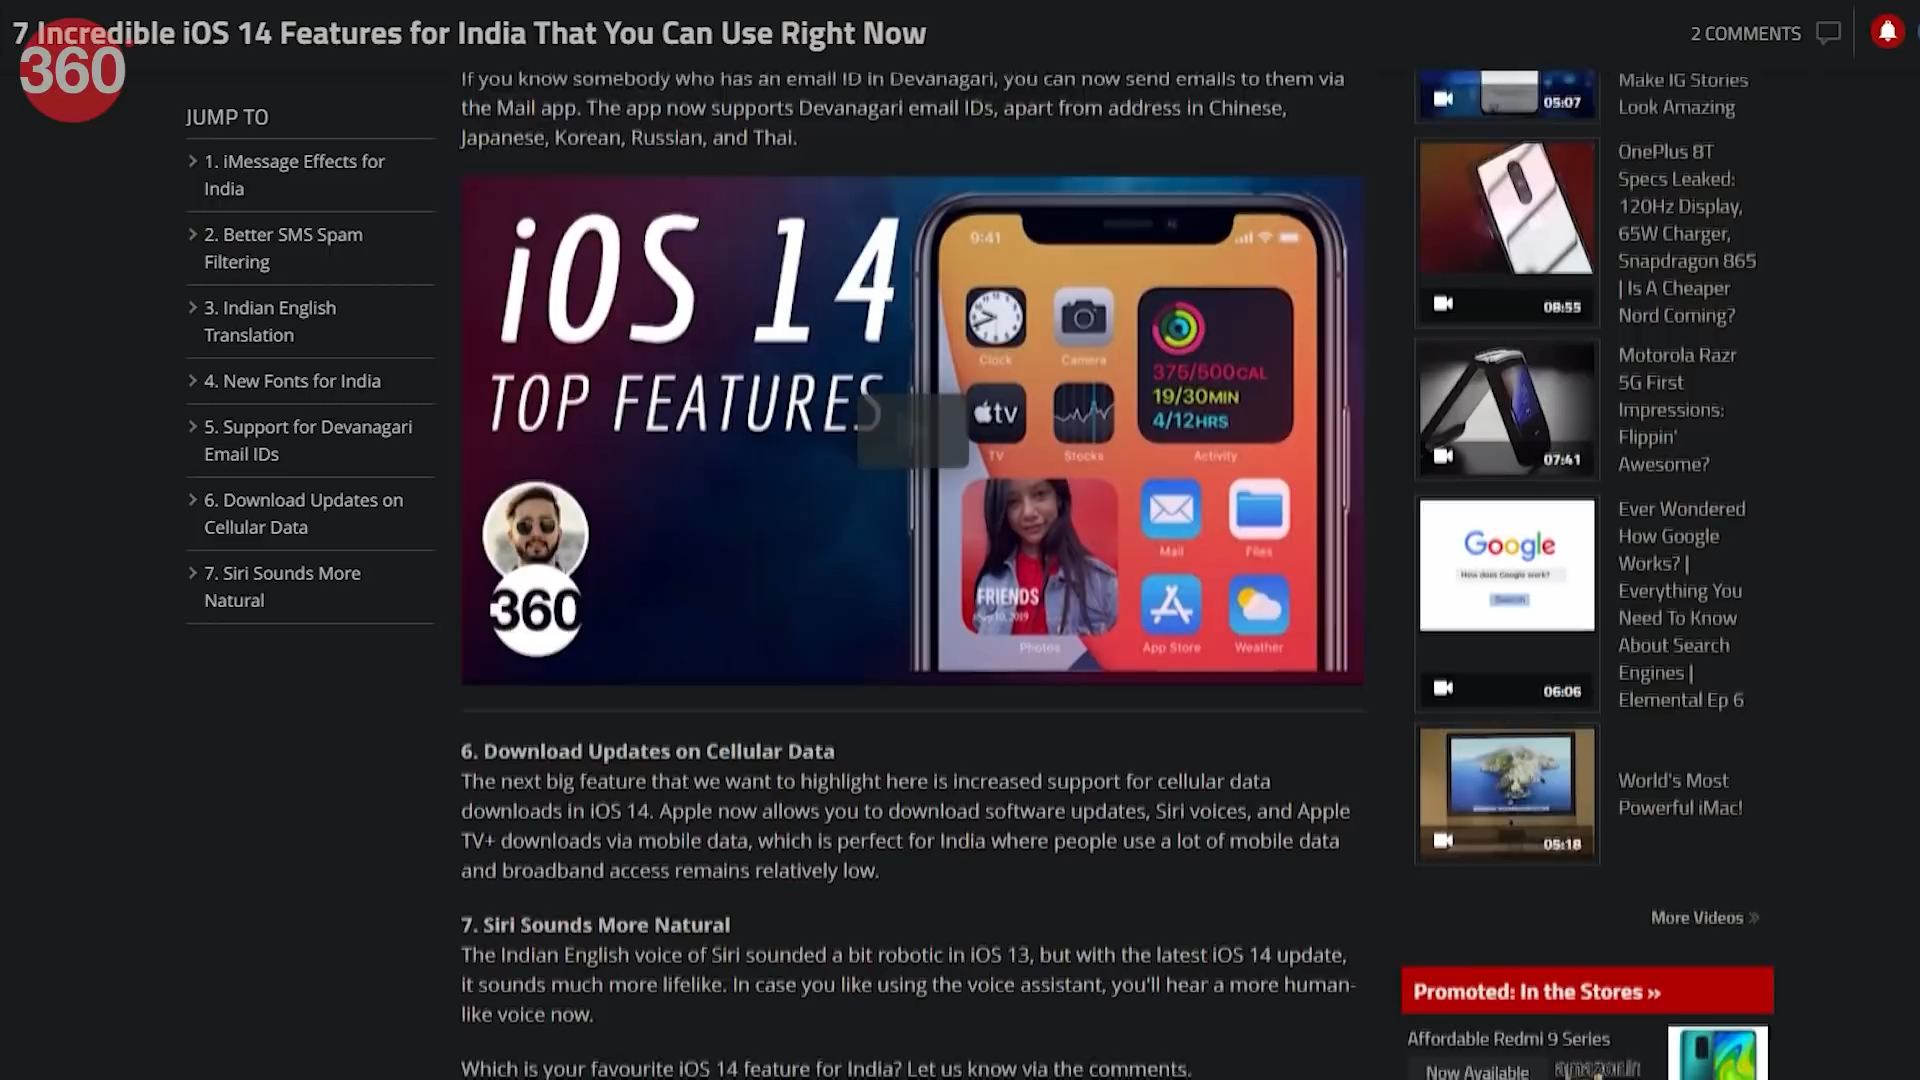 7 Incredible iOS 14 Features for India That You Can Use Right Now
2 COMMENTS
360
JUMP TO
1. iMessage Effects for
India
2. Better SMS Spam
Filtering
3. Indian English
Translation
4. New Fonts for India
5. Support for Devanagari
Email IDs
6. Download Updates on
Cellular Data
7. Siri Sounds More
Natural
If you know somebody who has an email ID in Devanagari, you can now send emails to them via
the Mail app. The app now supports Devanagari email IDs, apart from address in Chinese,
Japanese, Korean, Russian, and Thai.
iOS 14
TOP FEATURES
360
9:41
Clock
Camera
375/500CAL
19/30MIN
4/12HRS
tv
TV
Stocks
Activity
FRIENDS
10, 2019
Photos
Mail
Files
App Store
Weather
6. Download Updates on Cellular Data
The next big feature that we want to highlight here is increased support for cellular data
downloads in iOS 14. Apple now allows you to download software updates, Siri voices, and Apple
TV+ downloads via mobile data, which is perfect for India where people use a lot of mobile data
and broadband access remains relatively low.
7. Siri Sounds More Natural
The Indian English voice of Siri sounded a bit robotic in iOS 13, but with the latest iOS 14 update,
it sounds much more lifelike. In case you like using the voice assistant, you'll hear a more human-
like voice now.
Which is your favourite iOS 14 feature for India? Let us know via the comments.
05:07
Make IG Stories
Look Amazing
08:55
OnePlus 8T
Specs Leaked:
120Hz Display,
65W Charger,
Snapdragon 865
| Is A Cheaper
Nord Coming?
07:41
Motorola Razr
5G First
Impressions:
Flippin'
Awesome?
Google
How does Google work?
Search
06:06
Ever Wondered
How Google
Works? |
Everything You
Need To Know
About Search
Engines |
Elemental Ep 6
05:18
World's Most
Powerful iMac!
More Videos »
Promoted: In the Stores »
Affordable Redmi 9 Series
Now Available
amazon.in